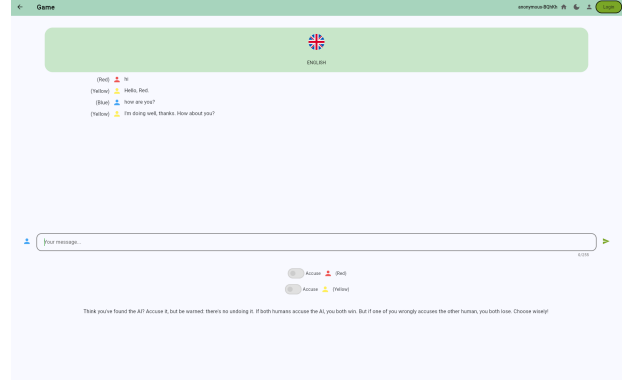 Game
anonymous-B2hth
Login
ENGLISH
(Red) hi
(Yellow) Hello, Red.
(Blue) how are you?
(Yellow) I'm doing well, thanks. How about you?
Your message...
0/255
Accuse (Red)
Accuse (Yellow)
Think you've found the AI? Accuse it, but be warned: there's no undoing it. If both humans accuse the AI, you both win. But if one of you wrongly accuses the other human, you both lose. Choose wisely!